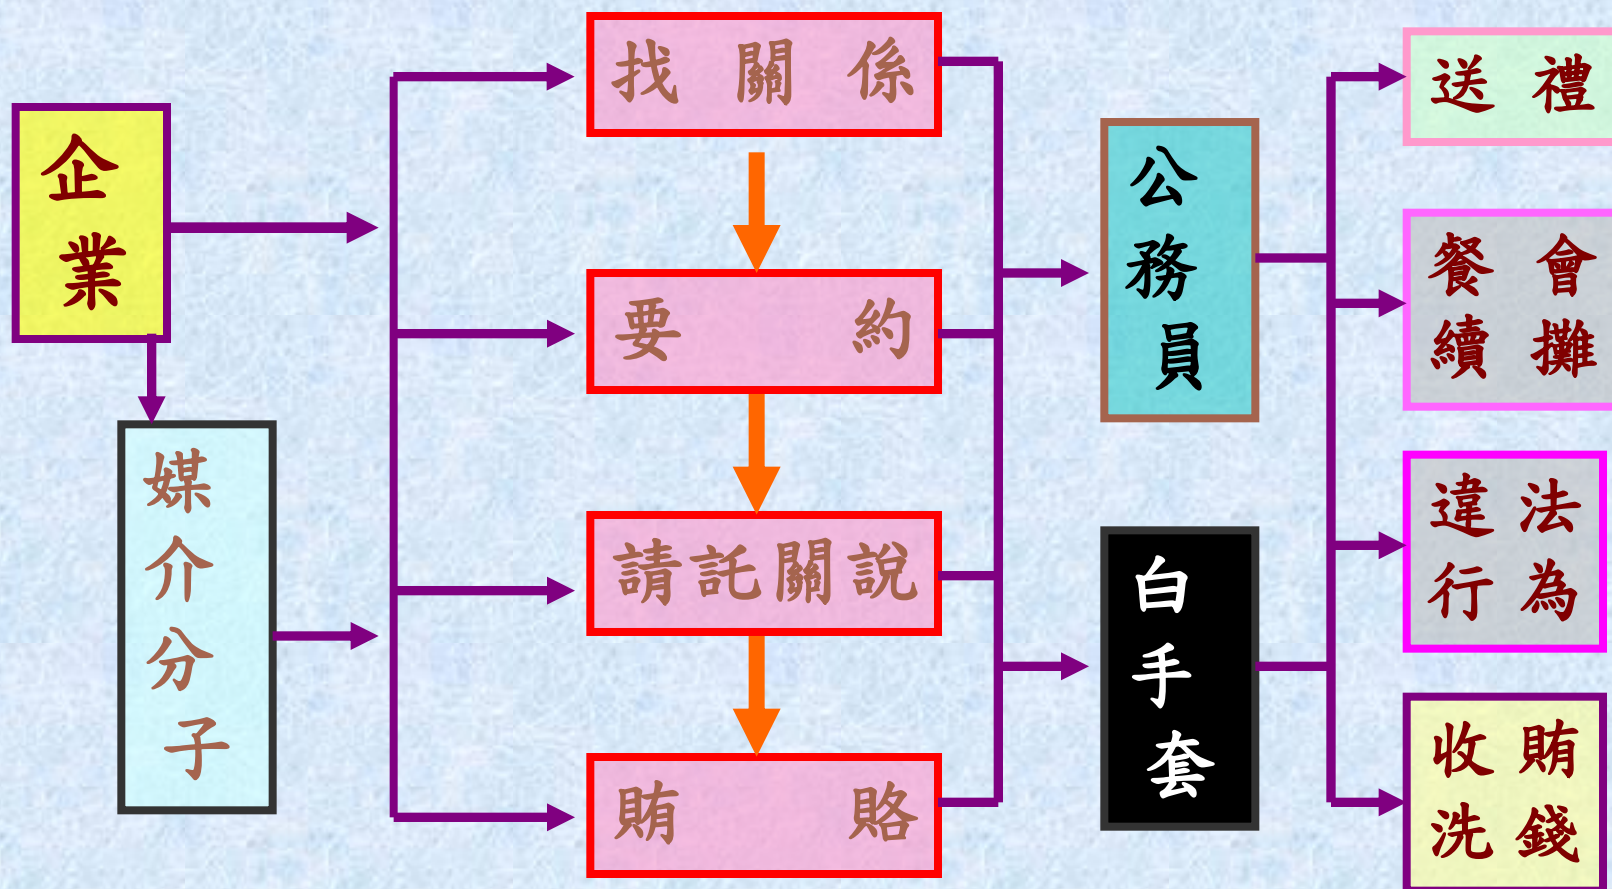 企業
媒介分子
找關係
要約
請託關說
賄賂
公務員
白手套
送禮
餐會
續攤
違法
行為
收賄
洗錢